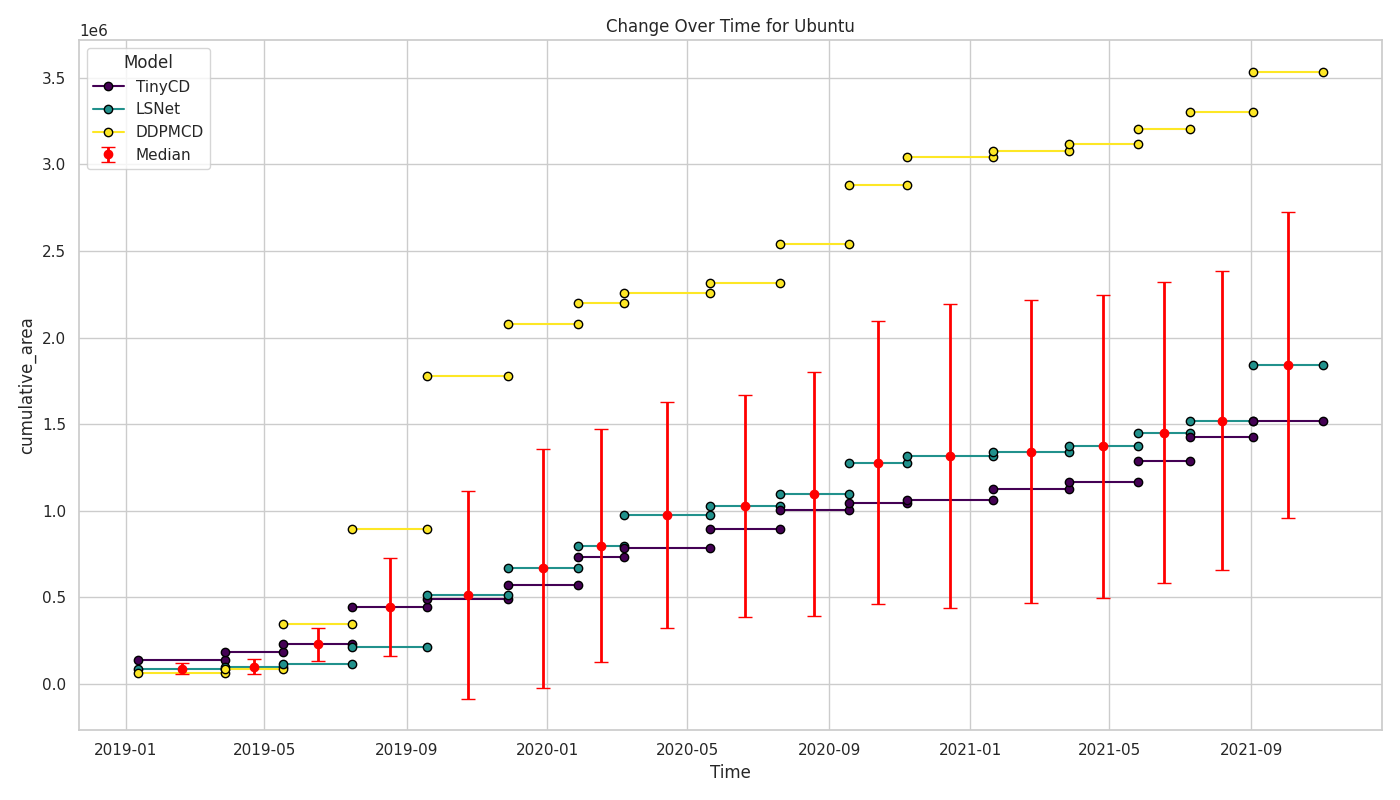 Change Over Time for Ubuntu
1e6
Model
TinyCD
LSNet
DDPMCD
Median
3.5
3.0
2.5
2.0
1.5
1.0
0.5
0.0
cumulative_area
2019-01 2019-05 2019-09 2020-01 2020-05 2020-09 2021-01 2021-05 2021-09
Time